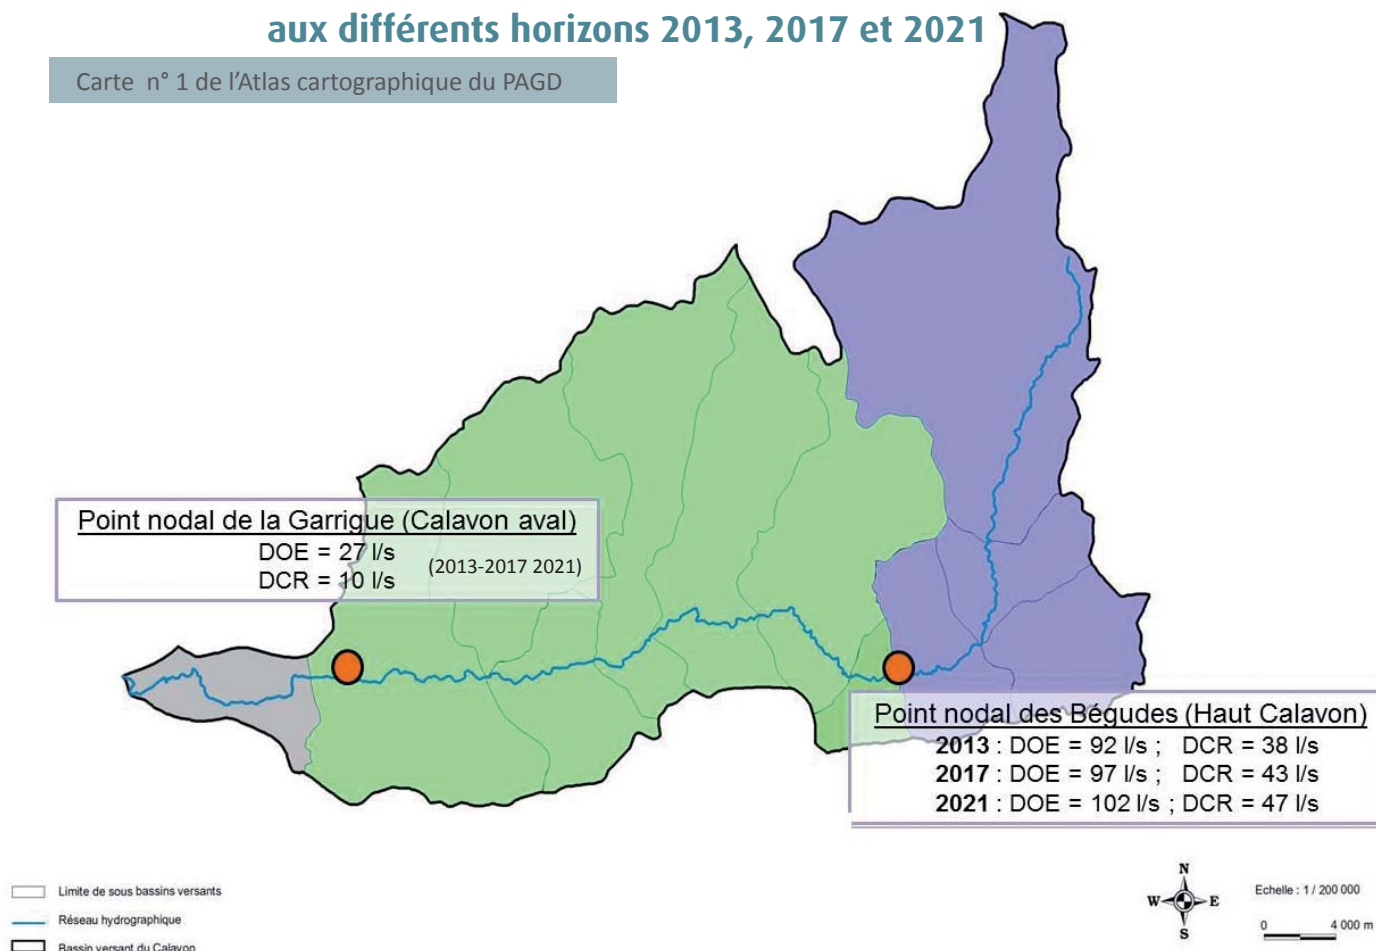 aux différents horizons 2013, 2017 et 2021
Carte n° 1 de l'Atlas cartographique du PAGD
Point nodal de la Garrigue (Calavon aval)
DOE = 27 l/s
(2013-2017 2021)
DCR = 10 l/s
Point nodal des Bégudes (Haut Calavon)
2013 : DOE = 92 l/s ; DCR = 38 l/s
2017 : DOE = 97 l/s ; DCR = 43 l/s
2021 : DOE = 102 l/s ; DCR = 47 l/s
Limite de sous bassins versants
Réseau hydrographique
Bassin versant du Calavon
N
W E
S
Echelle : 1 / 200 000
0 4 000 m